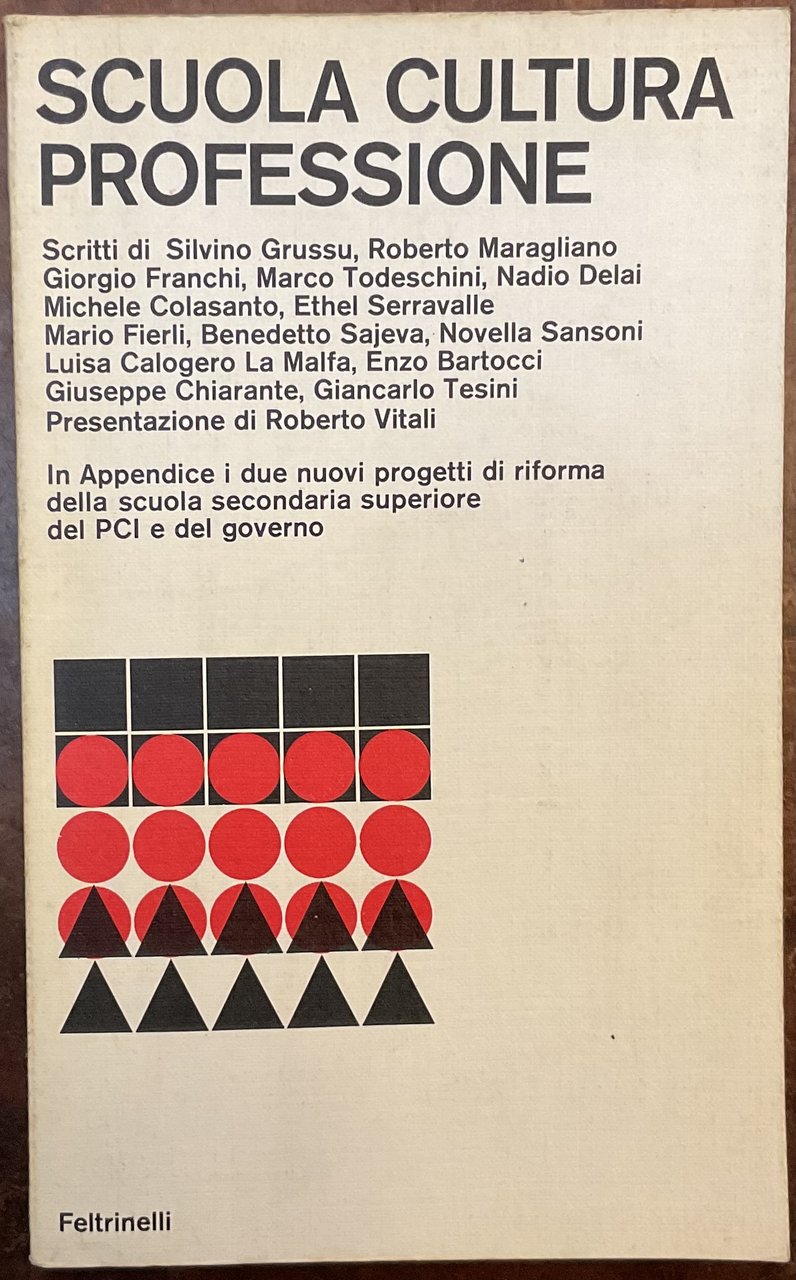 SCUOLA CULTURA
PROFESSIONE
Scritti di Silvino Grussu, Roberto Maragliano
Giorgio Franchi, Marco Todeschini, Nadio Delai
Michele Colasanto, Ethel Serravalle
Mario Fierli, Benedetto Sajeva, Novella Sansoni
Luisa Calogero La Malfa, Enzo Bartocci
Giuseppe Chiarante, Giancarlo Tesini
Presentazione di Roberto Vitali
In Appendice i due nuovi progetti di riforma
della scuola secondaria superiore
del PCI e del governo
Feltrinelli